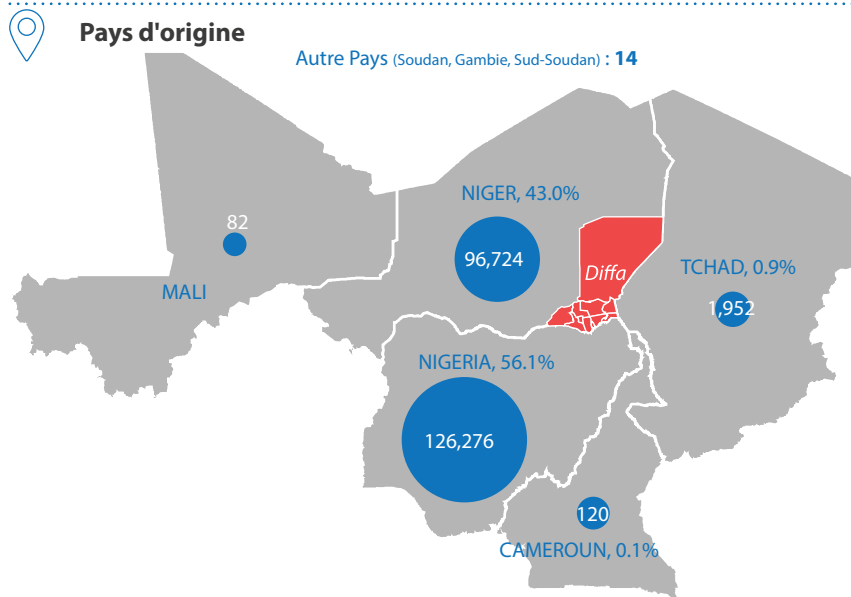 Pays d'origine
Autre Pays (Soudan, Gambie, Sud-Soudan) : 14
NIGER, 43.0%
82
96,724
Diffa
TCHAD, 0.9%
MALI
1,952
NIGERIA, 56.1%
126,276
120
CAMEROUN, 0.1%